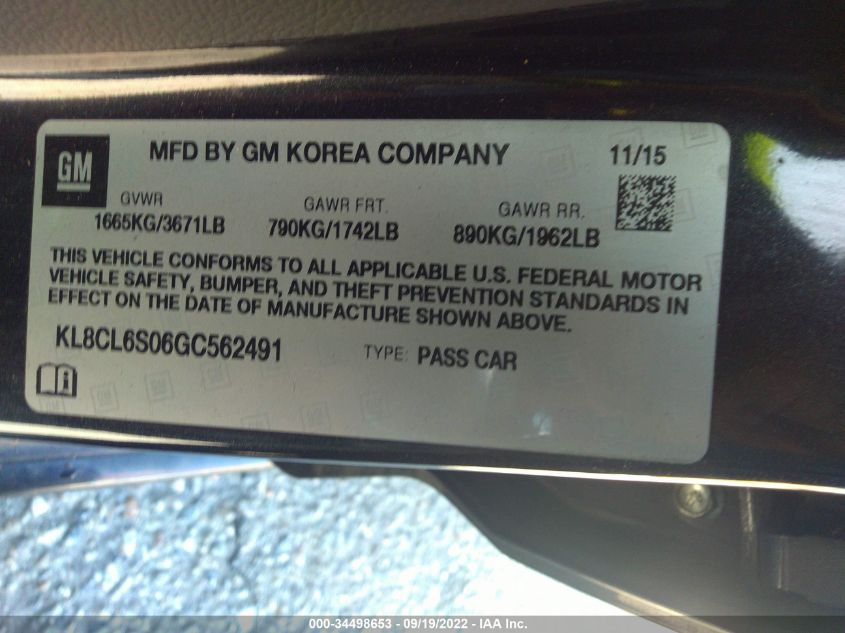 GM
MFD BY GM KOREA COMPANY 11/15
GVWR GAWR FRT. GAWR RR.
1665KG/3671LB 790KG/1742LB 890KG/1962LB
THIS VEHICLE CONFORMS TO ALL APPLICABLE U.S. FEDERAL MOTOR
VEHICLE SAFETY, BUMPER, AND THEFT PREVENTION STANDARDS IN
EFFECT ON THE DATE OF MANUFACTURE SHOWN ABOVE.
KL8CL6S06GC562491 TYPE: PASS CAR
000-34498653 - 09/19/2022 - IAA Inc.